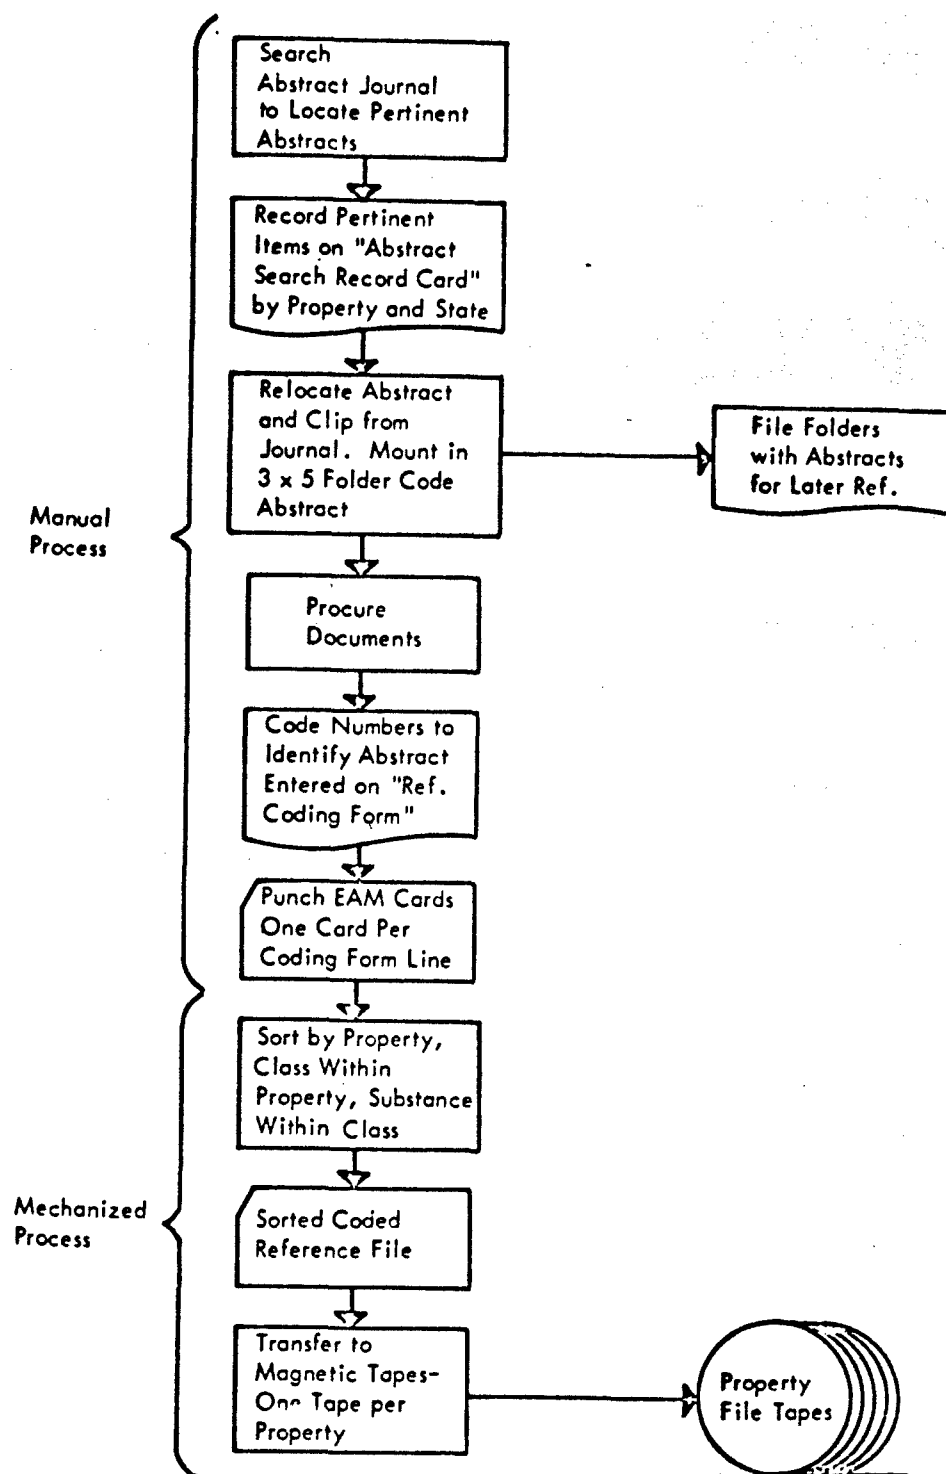 Search
Abstract Journal
to Locate Pertinent
Abstracts
Record Pertinent
Items on "Abstract
Search Record Card"
by Property and State
Relocate Abstract
and Clip from
Journal. Mount in
3 x 5 Folder Code
Abstract
File Folders
with Abstracts
for Later Ref.
Manual
Process
Procure
Documents
Code Numbers to
Identify Abstract
Entered on "Ref.
Coding Form"
Punch EAM Cards
One Card Per
Coding Form Line
Sort by Property,
Class Within
Property, Substance
Within Class
Mechanized
Process
Sorted Coded
Reference File
Transfer to
Magnetic Tapes-
One Tape per
Property
Property
File Tapes